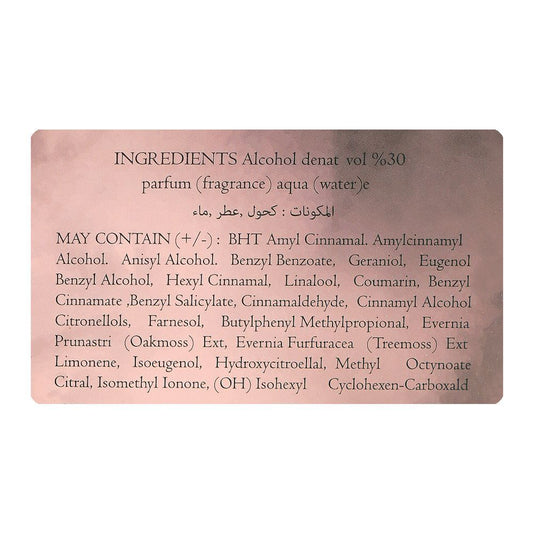 INGREDIENTS Alcohol denat vol %30
parfum (fragrance) aqua (water)e
المكونات : كحول ,عطر ,ماء
MAY CONTAIN (+/-) : BHT Amyl Cinnamal. Amylcinnamyl
Alcohol. Anisyl Alcohol. Benzyl Benzoate, Geraniol, Eugenol
Benzyl Alcohol, Hexyl Cinnamal, Linalool, Coumarin, Benzyl
Cinnamate ,Benzyl Salicylate, Cinnamaldehyde, Cinnamyl Alcohol
Citronellols, Farnesol, Butylphenyl Methylpropional, Evernia
Prunastri (Oakmoss) Ext, Evernia Furfuracea (Treemoss) Ext
Limonene, Isoeugenol, Hydroxycitroellal, Methyl Octynoate
Citral, Isomethyl Ionone, (OH) Isohexyl Cyclohexen-Carboxald